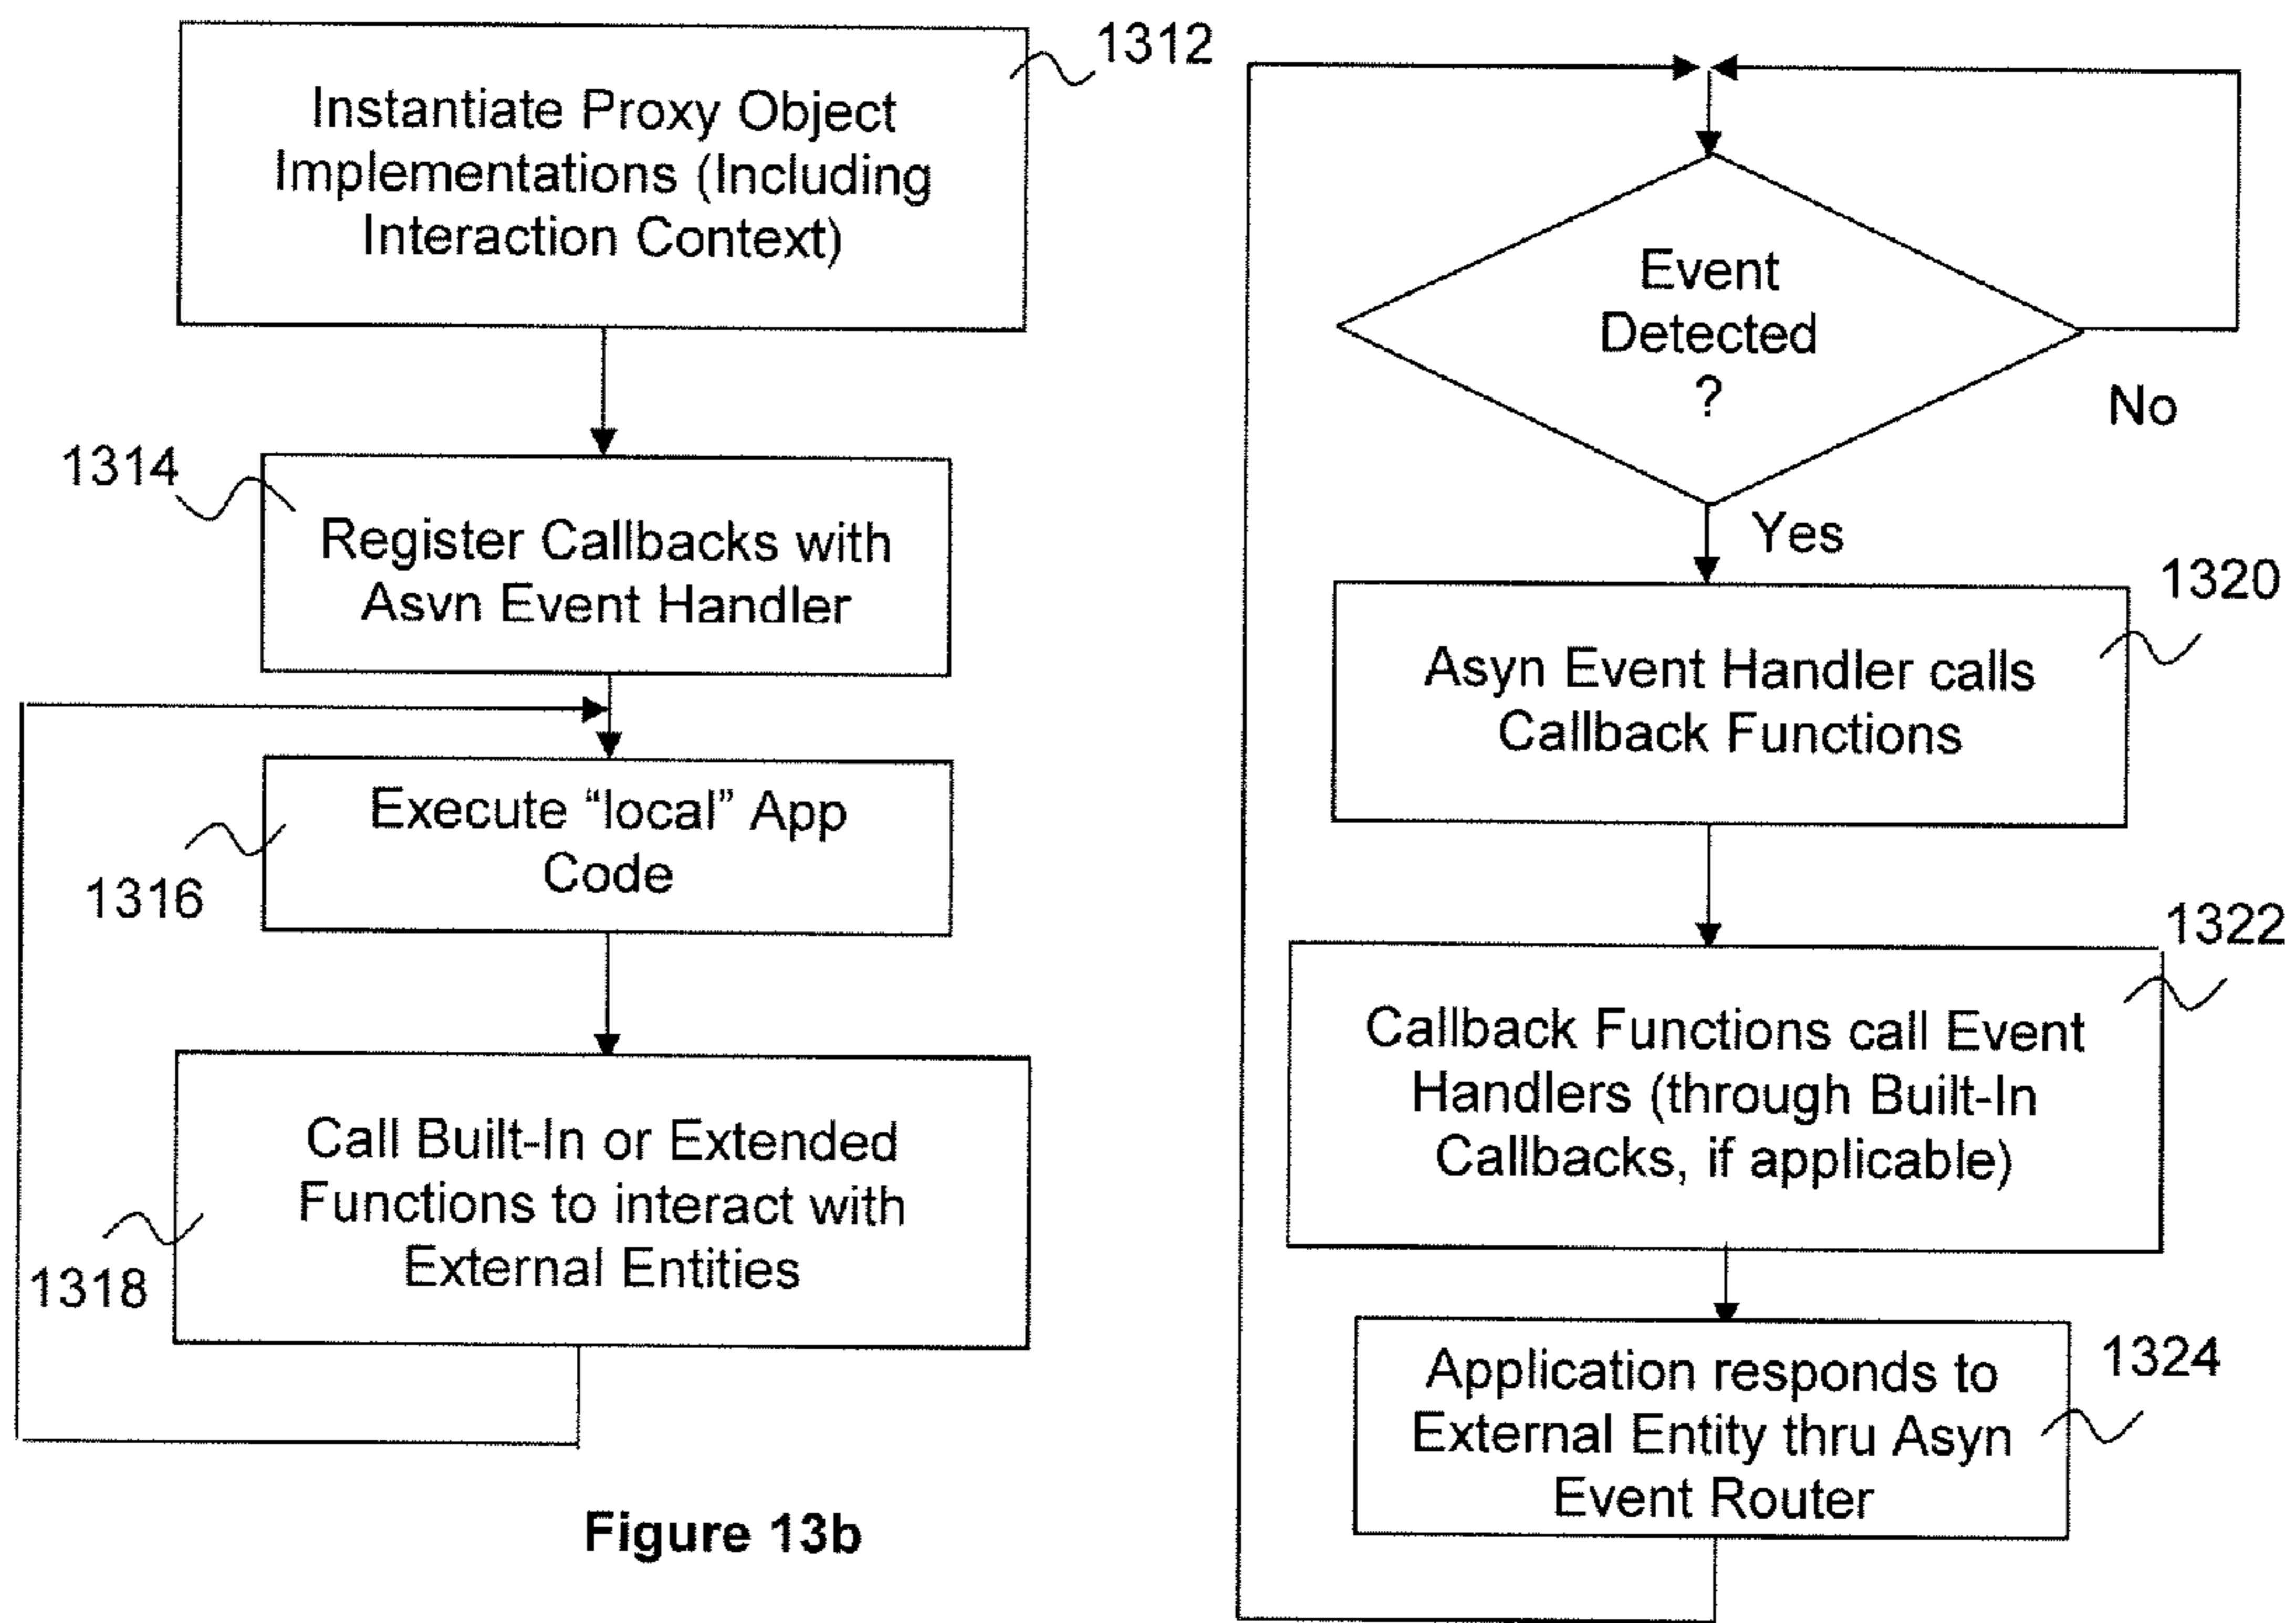 1312
Instantiate Proxy Object
Implementations (Including
Interaction Context)
1314
Register Callbacks with
Asvn Event Handler
Execute “local” App
Code
1316
Call Built-In or Extended
Functions to interact with
External Entities
1318
Figure 13b
Event
Detected
?
No
Yes
1320
Asyn Event Handler calls
Callback Functions
1322
Callback Functions call Event
Handlers (through Built-In
Callbacks, if applicable)
1324
Application responds to
External Entity thru Asyn
Event Router